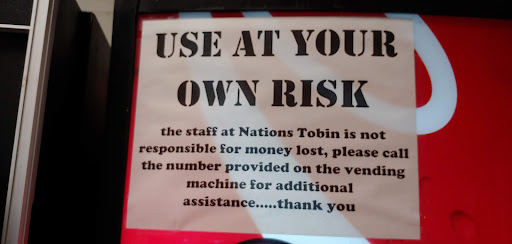 USE AT YOUR
OWN RISK
the staff at Nations Tobin is not
responsible for money lost, please call
the number provided on the vending
machine for additional
assistance.....thank you